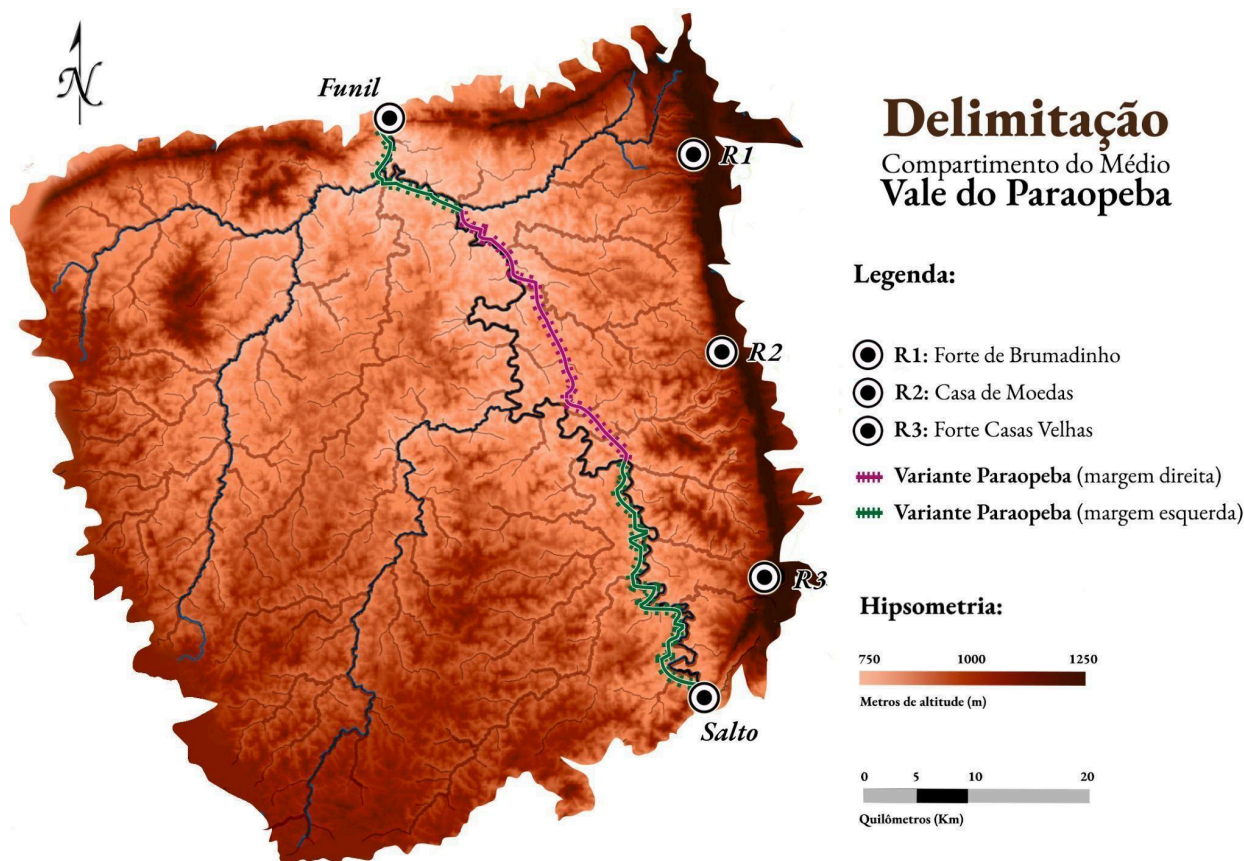 N
Funil
R1
R2
R3
Salto
Delimitação
Compartimento do Médio
Vale do Paraopeba
Legenda:
R1: Forte de Brumadinho
R2: Casa de Moedas
R3: Forte Casas Velhas
Variante Paraopeba (margem direita)
Variante Paraopeba (margem esquerda)
Hipsometria:
750 1000 1250
Metros de altitude (m)
0 5 10 20
Quilômetros (Km)